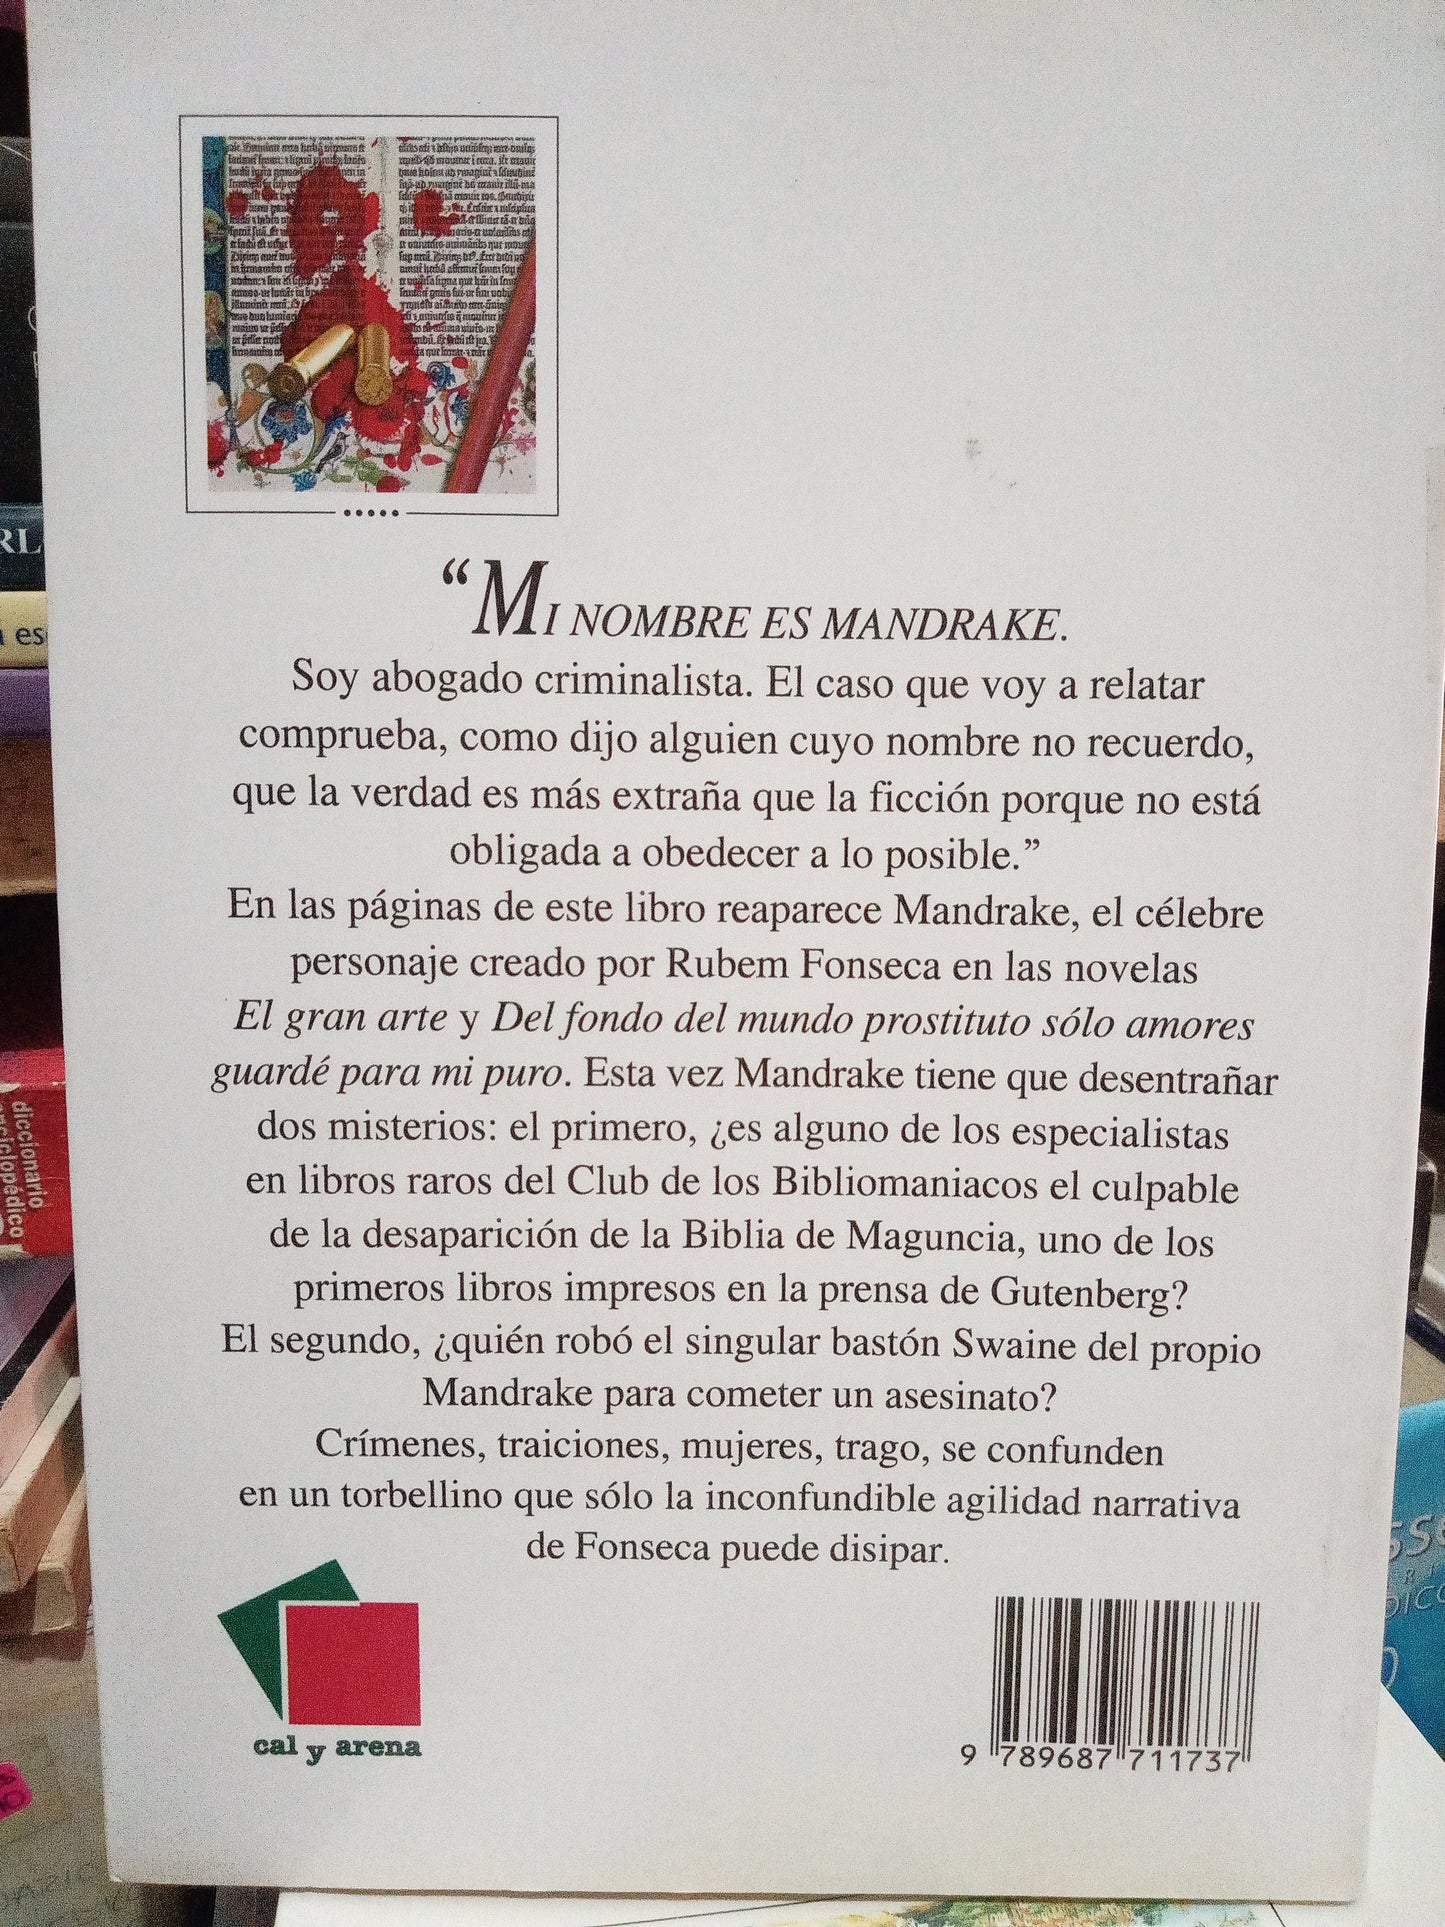 “MI NOMBRE ES MANDRAKE.
Soy abogado criminalista. El caso que voy a relatar
comprueba, como dijo alguien cuyo nombre no recuerdo,
que la verdad es más extraña que la ficción porque no está
obligada a obedecer a lo posible.”
En las páginas de este libro reaparece Mandrake, el célebre
personaje creado por Rubem Fonseca en las novelas
El gran arte y Del fondo del mundo prostituto sólo amores
guardé para mi puro. Esta vez Mandrake tiene que desentrañar
dos misterios: el primero, ¿es alguno de los especialistas
en libros raros del Club de los Bibliomaniacos el culpable
de la desaparición de la Biblia de Maguncia, uno de los
primeros libros impresos en la prensa de Gutenberg?
El segundo, ¿quién robó el singular bastón Swaine del propio
Mandrake para cometer un asesinato?
Crímenes, traiciones, mujeres, trago, se confunden
en un torbellino que sólo la inconfundible agilidad narrativa
de Fonseca puede disipar.
cal y arena
9 789687 711737
RL
es
diccionario
enciclopédico